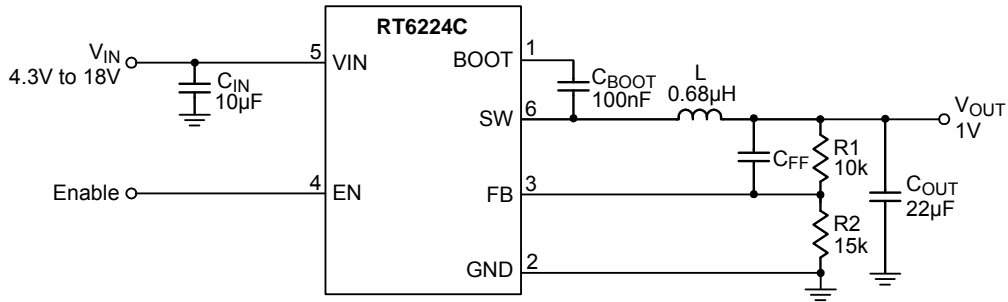 RT6224C
VIN
4.3V to 18V
CIN
10µF
5
VIN
BOOT
1
CBOOT
100nF
L
0.68µH
SW
6
VOUT
1V
CFF
R1
10k
COUT
22µF
Enable
4
EN
FB
3
R2
15k
GND
2